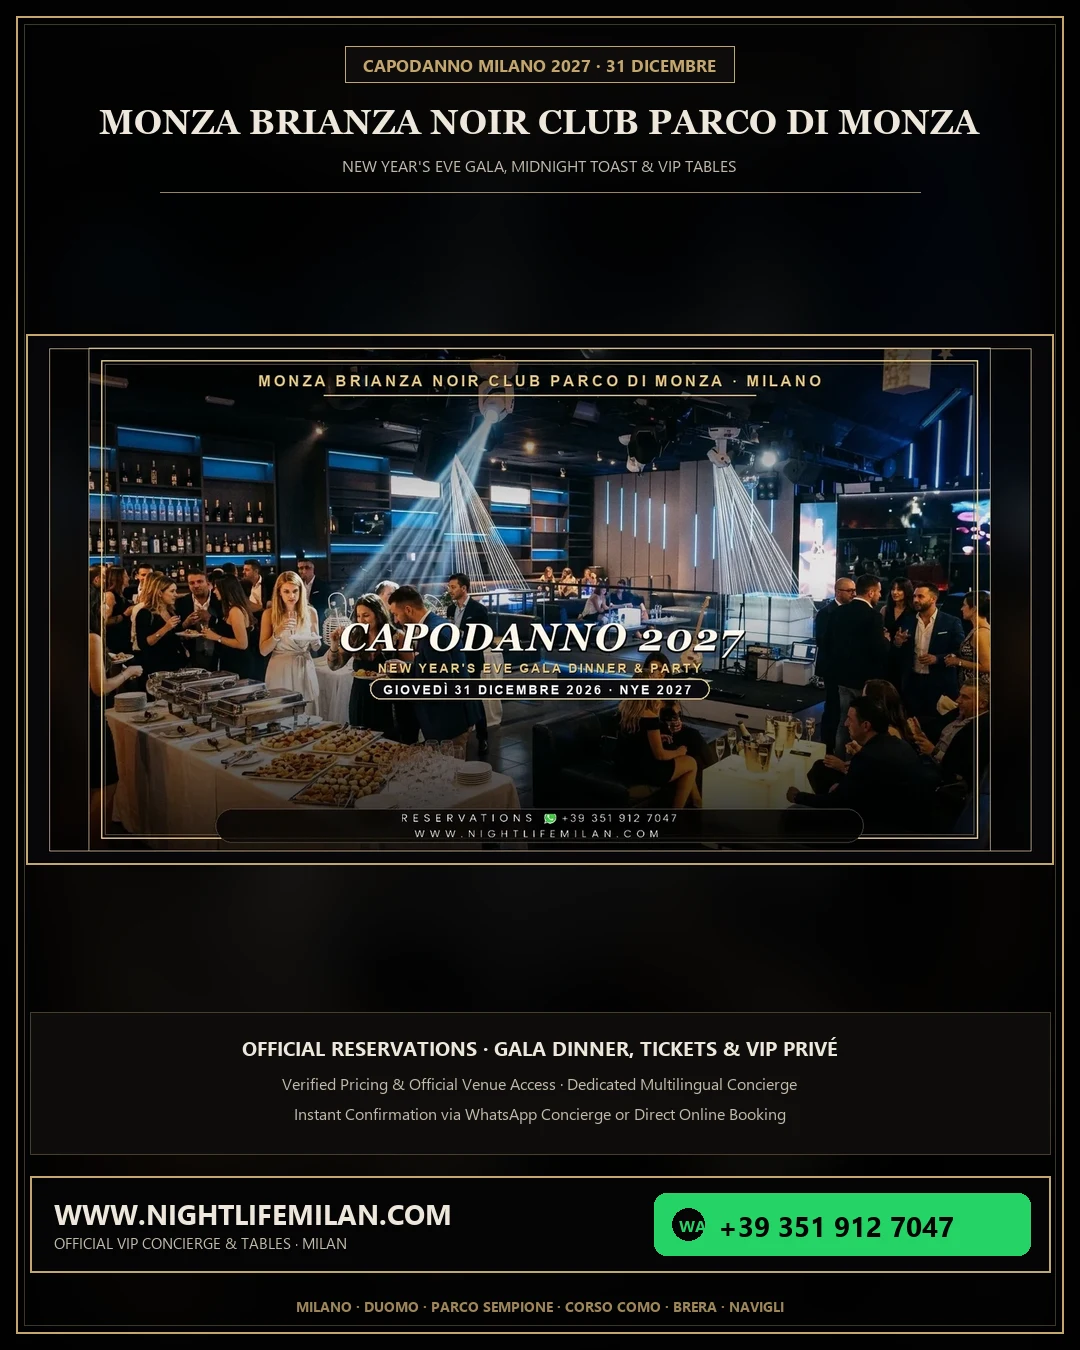 CAPODANNO MILANO 2027 · 31 DICEMBRE
MONZA BRIANZA NOIR CLUB PARCO DI MONZA
NEW YEAR'S EVE GALA, MIDNIGHT TOAST & VIP TABLES
MONZA BRIANZA NOIR CLUB PARCO DI MONZA · MILANO
CAPODANNO 2027
NEW YEAR'S EVE GALA DINNER & PARTY
GIOVEDÌ 31 DICEMBRE 2026 · NYE 2027
RESERVATIONS +39 351 912 7047
WWW.NIGHTLIFEMILAN.COM
OFFICIAL RESERVATIONS · GALA DINNER, TICKETS & VIP PRIVÉ
Verified Pricing & Official Venue Access · Dedicated Multilingual Concierge
Instant Confirmation via WhatsApp Concierge or Direct Online Booking
WWW.NIGHTLIFEMILAN.COM
OFFICIAL VIP CONCIERGE & TABLES · MILAN
WA +39 351 912 7047
MILANO · DUOMO · PARCO SEMPIONE · CORSO COMO · BRERA · NAVIGLI